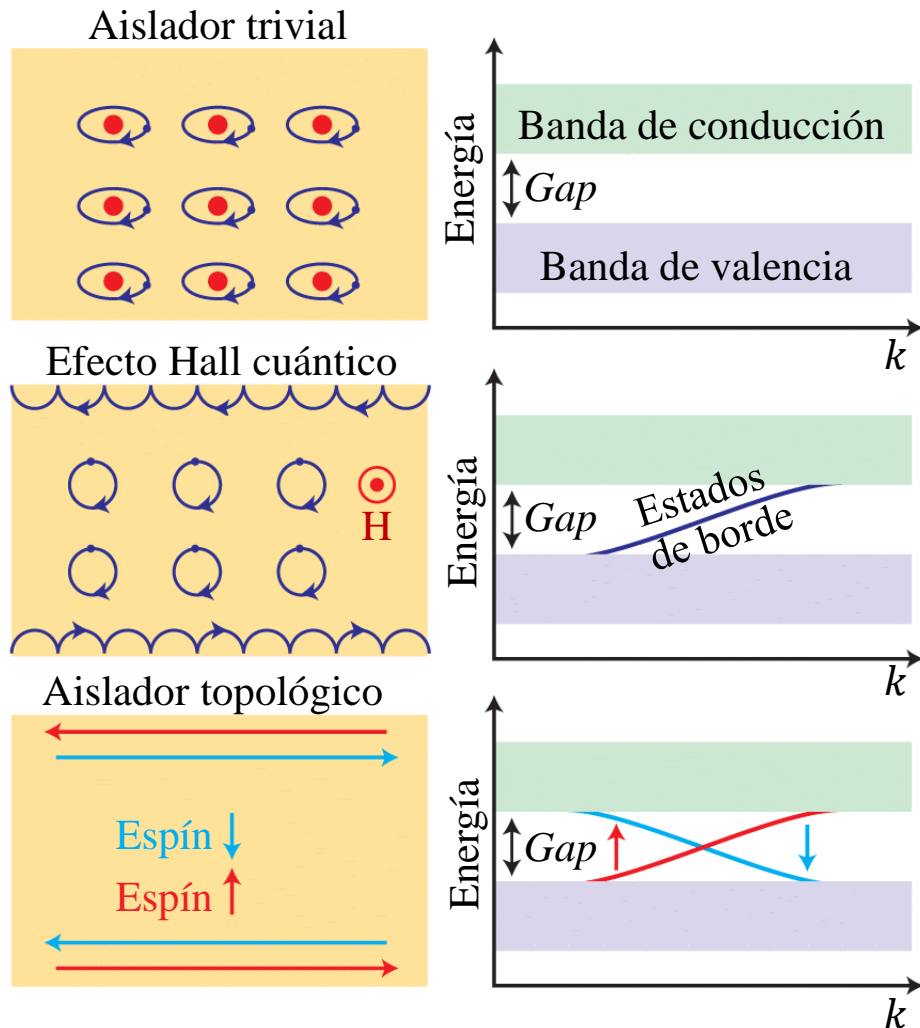 Aislador trivial
Energía
Banda de conducción
Gap
Banda de valencia
k
Efecto Hall cuántico
H
Energía
Gap
Estados
de borde
k
Aislador topológico
Espín
Espín
Energía
Gap
k